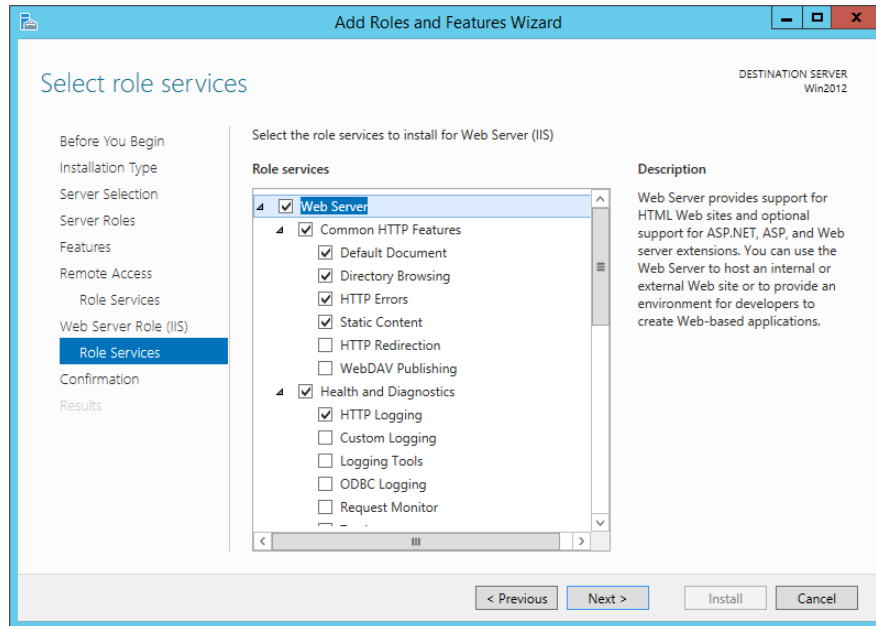 Add Roles and Features Wizard
Select role services
DESTINATION SERVER
Win2012
Before You Begin
Installation Type
Server Selection
Server Roles
Features
Remote Access
Role Services
Web Server Role (IIS)
Role Services
Confirmation
Results
Select the role services to install for Web Server (IIS)
Role services
Web Server
Common HTTP Features
Default Document
Directory Browsing
HTTP Errors
Static Content
HTTP Redirection
WebDAV Publishing
Health and Diagnostics
HTTP Logging
Custom Logging
Logging Tools
ODBC Logging
Request Monitor
Description
Web Server provides support for
HTML Web sites and optional
support for ASP.NET, ASP, and Web
server extensions. You can use the
Web Server to host an internal or
external Web site or to provide an
environment for developers to
create Web-based applications.
< Previous
Next >
Install
Cancel